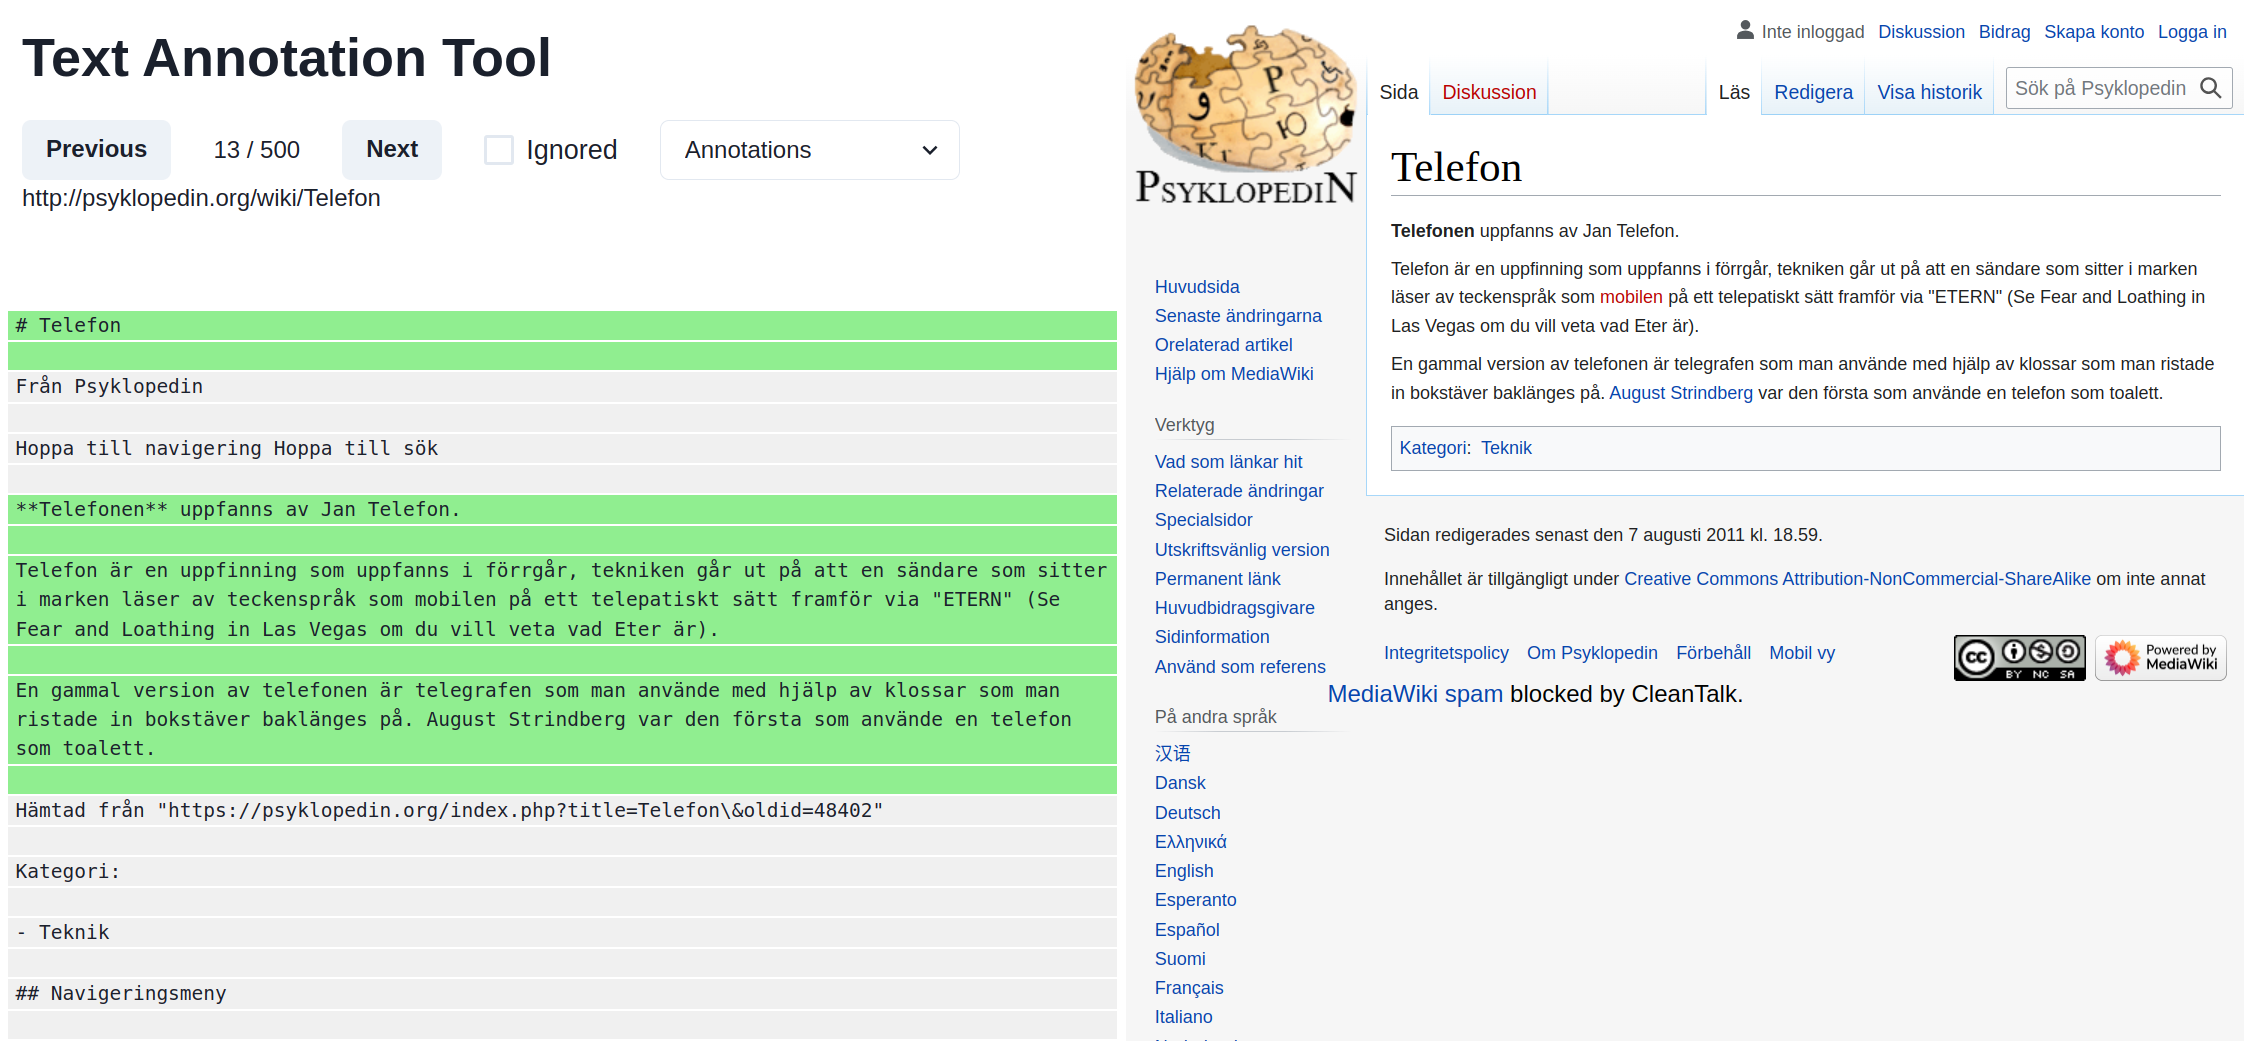 Text Annotation Tool
Previous
13 / 500
Next
Ignored
Annotations
http://psyklopedin.org/wiki/Telefon
# Telefon
Från Psyklopedin
Hoppa till navigering Hoppa till sök
**Telefonen** uppfanns av Jan Telefon.
Telefon är en uppfinning som uppfanns i förrgår, tekniken går ut på att en sändare som sitter
i marken läser av teckenspråk som mobilen på ett telepatiskt sätt framför via "ETERN" (Se
Fear and Loathing in Las Vegas om du vill veta vad Eter är).
En gammal version av telefonen är telegrafen som man använde med hjälp av klossar som man
ristade in bokstäver baklänges på. August Strindberg var den första som använde en telefon
som toalett.
Hämtad från "https://psyklopedin.org/index.php?title=Telefon\&oldid=48402"
Kategori:
- Teknik
## Navigeringsmeny
PSYKLOPEDIN
Huvudsida
Senaste ändringarna
Orelaterad artikel
Hjälp om MediaWiki
Verktyg
Vad som länkar hit
Relaterade ändringar
Specialsidor
Utskriftsvänlig version
Permanent länk
Huvudbidragsgivare
Sidinformation
Använd som referens
På andra språk
汉语
Dansk
Deutsch
Ελληνικά
English
Esperanto
Español
Suomi
Français
Italiano
Inte inloggad Diskussion Bidrag Skapa konto Logga in
Sida Diskussion Läs Redigera Visa historik Sök på Psyklopedin
Telefon
Telefonen uppfanns av Jan Telefon.
Telefon är en uppfinning som uppfanns i förrgår, tekniken går ut på att en sändare som sitter i marken
läser av teckenspråk som mobilen på ett telepatiskt sätt framför via "ETERN" (Se Fear and Loathing in
Las Vegas om du vill veta vad Eter är).
En gammal version av telefonen är telegrafen som man använde med hjälp av klossar som man ristade
in bokstäver baklänges på. August Strindberg var den första som använde en telefon som toalett.
Kategori: Teknik
Sidan redigerades senast den 7 augusti 2011 kl. 18.59.
Innehållet är tillgängligt under Creative Commons Attribution-NonCommercial-ShareAlike om inte annat
anges.
Integritetspolicy Om Psyklopedin Förbehåll Mobil vy
cc BY NC SA
Powered by
MediaWiki
MediaWiki spam blocked by CleanTalk.